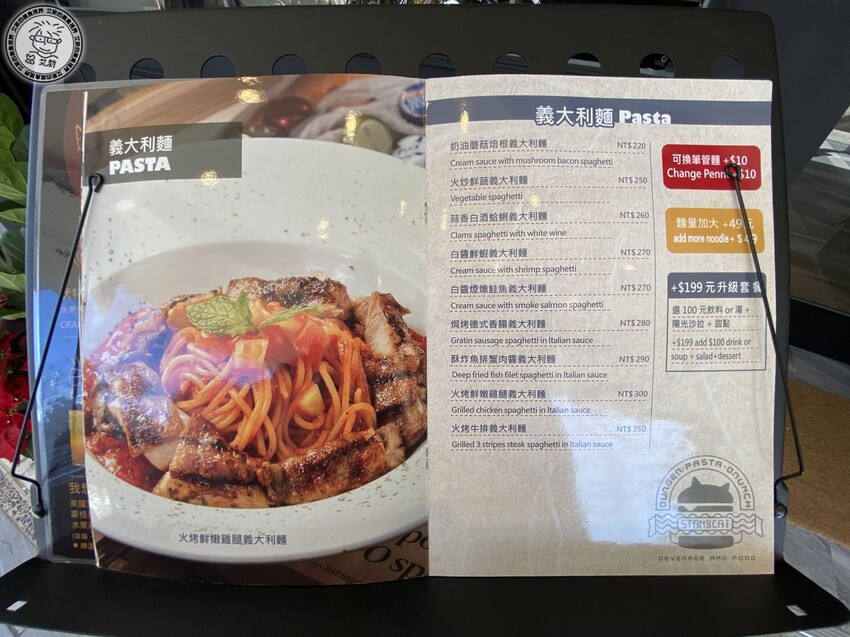 義大利麵
PASTA
火烤鮮嫩雞腿義大利麵
義大利麵 Pasta
奶油蘑菇培根義大利麵 NT$ 220
Cream sauce with mushroom bacon spaghetti
火炒鮮蔬義大利麵 NT$ 250
Vegetable spaghetti
蒜香白酒蛤蜊義大利麵 NT$ 260
Clams spaghetti with white wine
白醬鮮蝦義大利麵 NT$ 270
Cream sauce with shrimp spaghetti
白醬煙燻鮭魚義大利麵 NT$ 270
Cream sauce with smoke salmon spaghetti
焗烤德式香腸義大利麵 NT$ 280
Gratin sausage spaghetti in Italian sauce
酥炸魚排蟹肉醬義大利麵 NT$ 290
Deep fried fish filet spaghetti in Italian sauce
火烤鮮嫩雞腿義大利麵 NT$ 300
Grilled chicken spaghetti in Italian sauce
火烤牛排義大利麵 NT$ 350
Grilled 3 stripes steak spaghetti in Italian sauce
可換筆管麵 +$10
Change Penne $10
麵量加大 +49元
add more noodle + $ 49
+$199 元升級套餐
選 100 元飲料 or 湯 +
陽光沙拉 + 甜點
+$199 add $100 drink or
soup + salad+dessert
BURGER·PASTA·BRUNCH
STAN&CAT
BEVERAGE AND FOOD